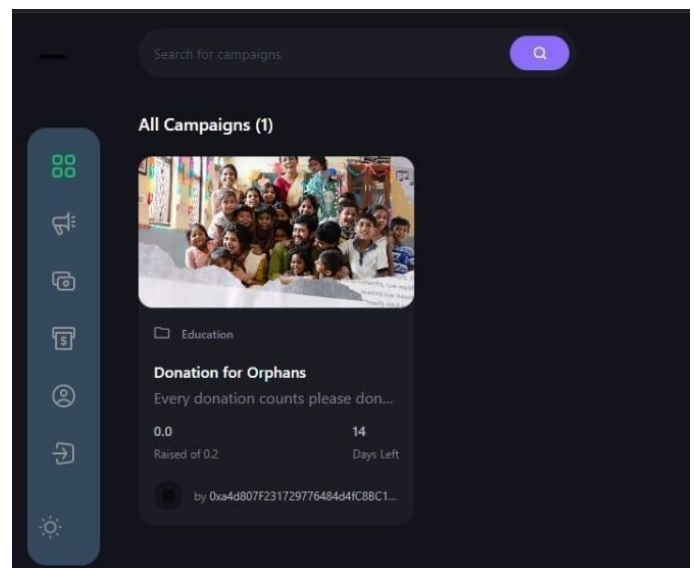 Search for campaigns
All Campaigns (1)
Education
Donation for Orphans
Every donation counts please don...
0.0
14
Raised of 0.2
Days Left
by 0xa4d807F231729776484d4fC8BC1...